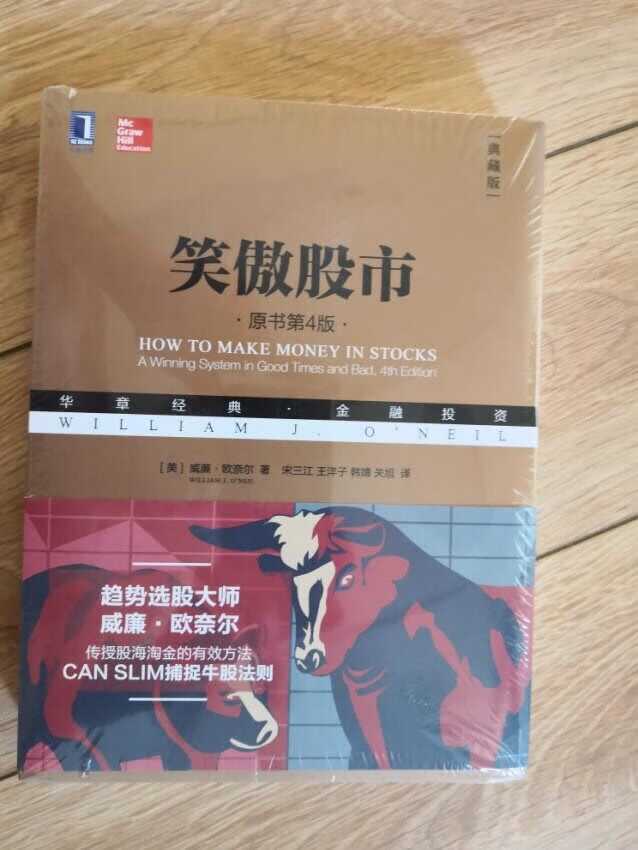 Mc
Graw
Hill
Education
典藏版
笑傲股市
·原书第4版·
HOW TO MAKE MONEY IN STOCKS
A Winning System in Good Times and Bad, 4th Edition
华章经典·金融投资
WILLIAM J. O'NEIL
[美] 威廉·欧奈尔 著 宋三江 王洋子 韩靖 关旭 译
WILLIAM J. O'NEIL
趋势选股大师
威廉·欧奈尔
传授股海淘金的有效方法
CAN SLIM捕捉牛股法则